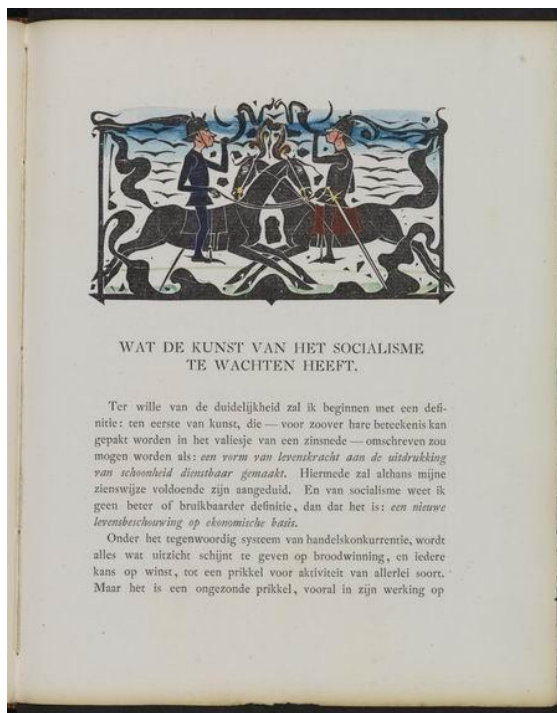 WAT DE KUNST VAN HET SOCIALISME
TE WACHTEN HEEFT.
Ter wille van de duidelijkheid zal ik beginnen met een defi-
nitie: ten eerste van kunst, die — voor zoover hare beteekenis kan
gepakt worden in het valiesje van een zinsnede — omschreven zou
mogen worden als: een vorm van levenskracht aan de uitdrukking
van schoonheid dienstbaar gemaakt. Hiermede zal althans mijne
zienswijze voldoende zijn aangeduid. En van socialisme weet ik
geen beter of bruikbaarder definitie, dan dat het is: een nieuwe
levensbeschouwing op ekonomische basis.
Onder het tegenwoordig systeem van handelskonkurrentie, wordt
alles wat uitzicht schijnt te geven op broodwinning, en iedere
kans op winst, tot een prikkel voor aktiviteit van allerlei soort.
Maar het is een ongezonde prikkel, vooral in zijn werking op